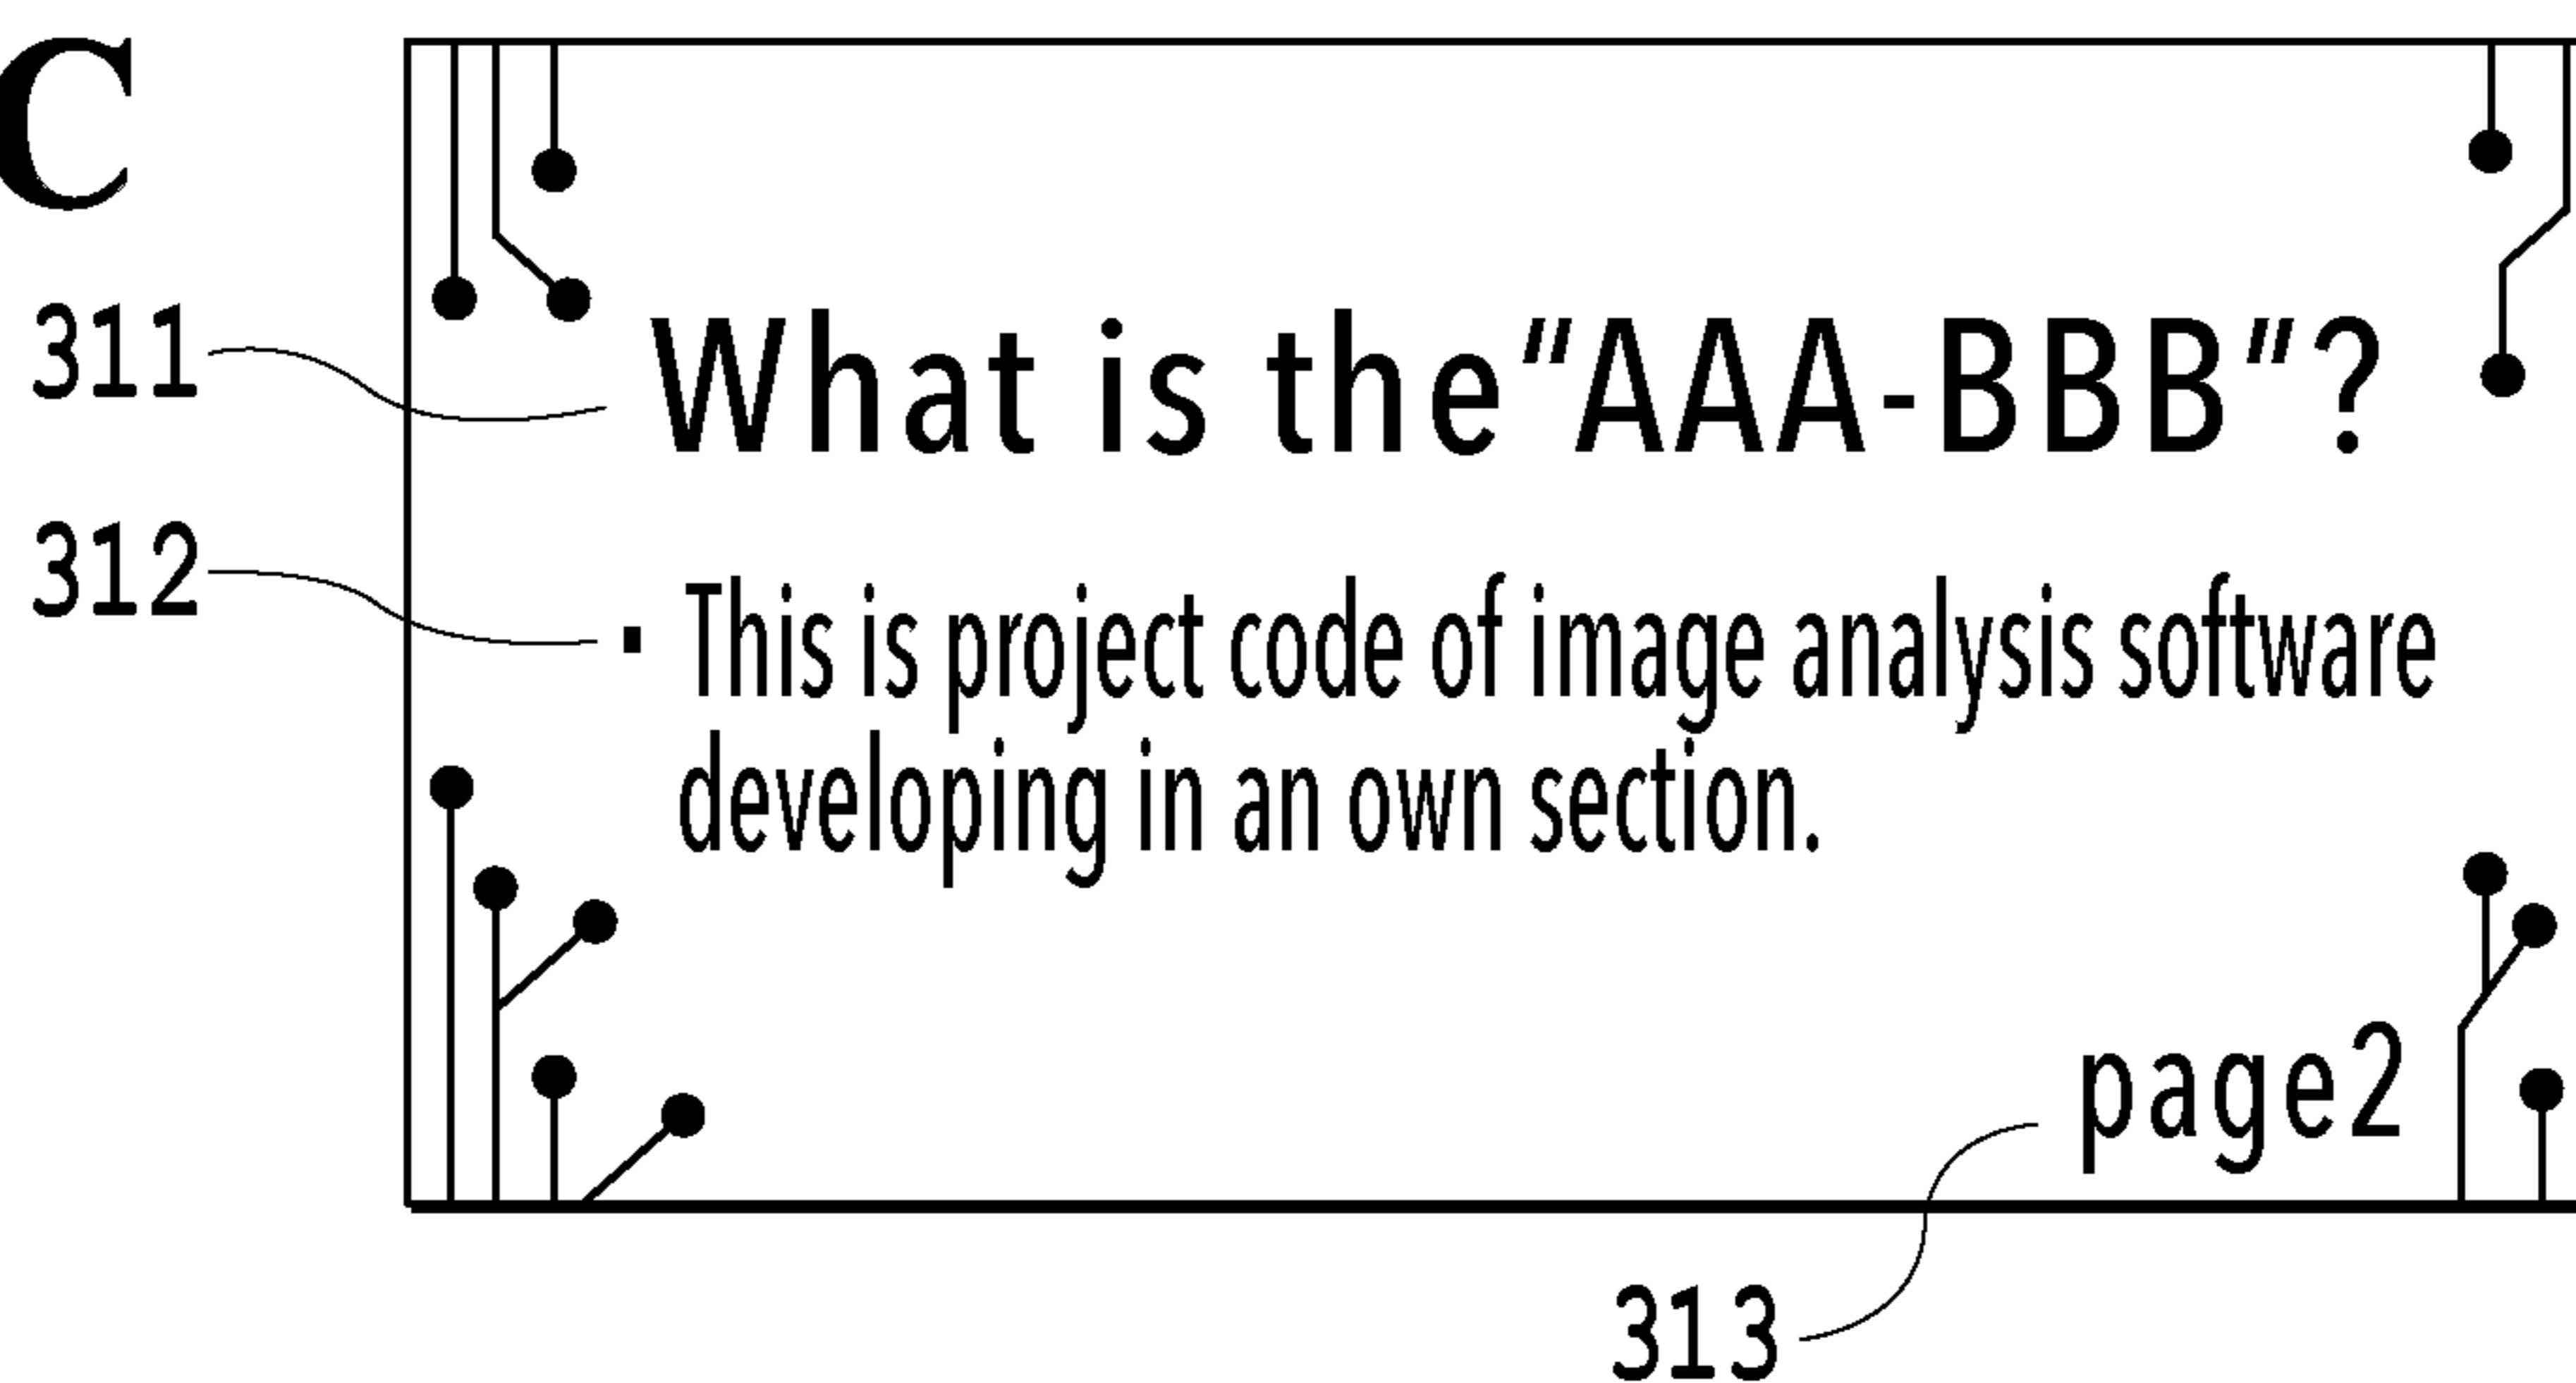 C
311
What is the "AAA-BBB"?
312
· This is project code of image analysis software
developing in an own section.
page2
313